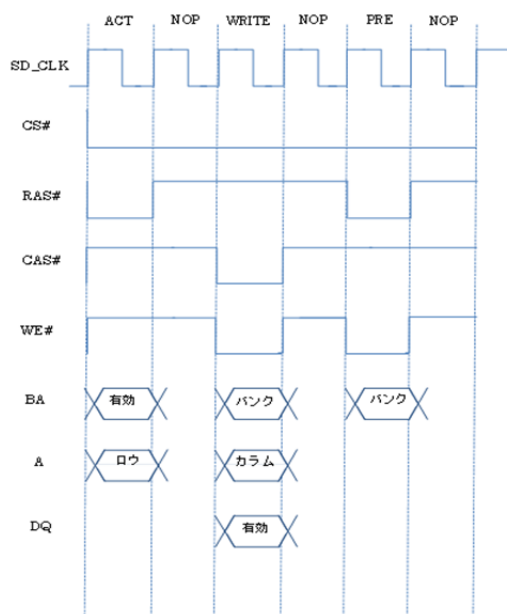 ACT NOP WRITE NOP PRE NOP
SD_CLK
CS#
RAS#
CAS#
WE#
BA 有効 バンク バンク
A ロウ カラム
DQ 有効